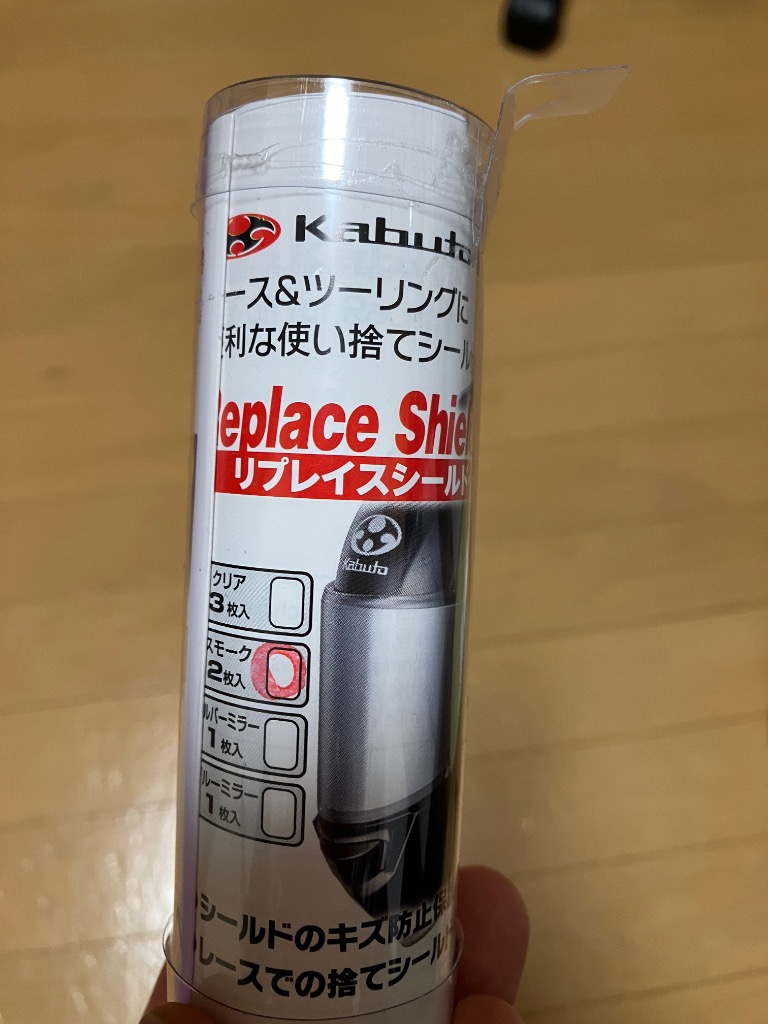 Kabuto
ース&ツーリングに
利な使い捨てシール
Replace Shie
リプレイスシールド
Kabuto
クリア
3枚入
スモーク
2枚入
ルバーミラー
1枚入
ルーミラー
1枚入
シールドのキズ防止保
レースでの捨てシールド